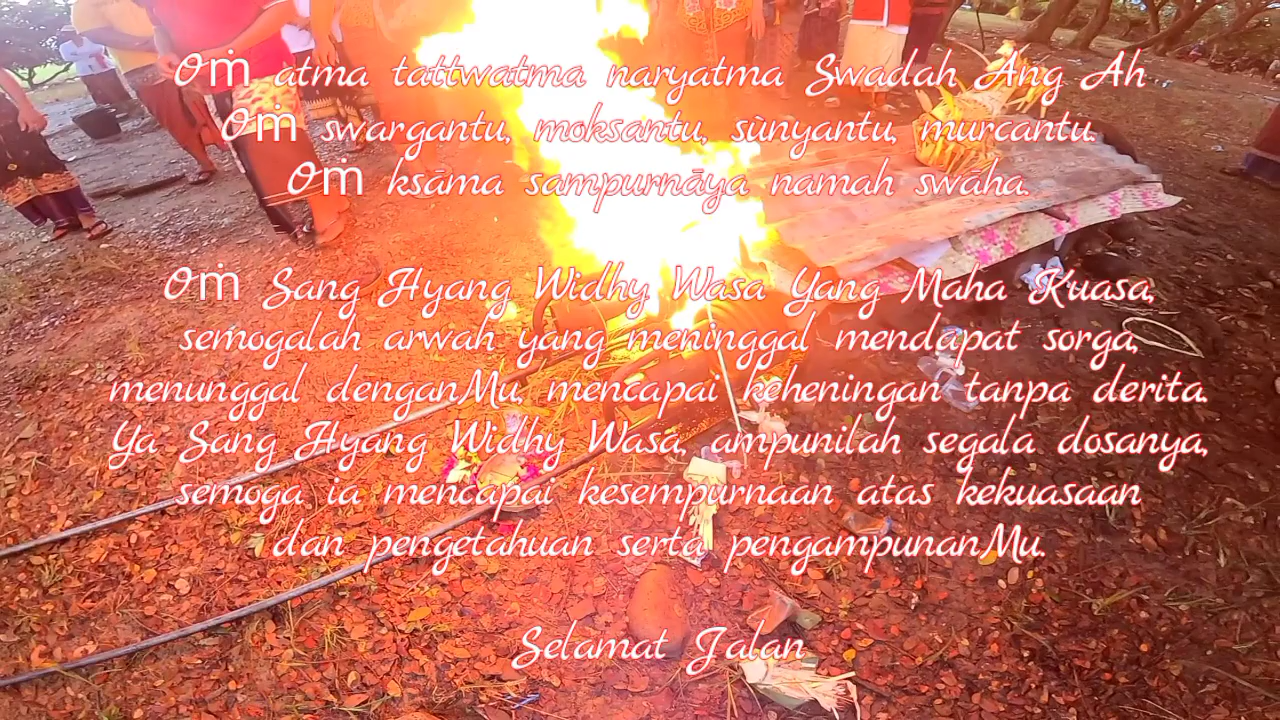 Oṁ atma tattwatma naryatma Swadah Ang Ah
Oṁ swargantu, moksantu, sùnyantu, murcantu.
Oṁ ksāma sampurnāya namah swāha.
Oṁ Sang Hyang Widhy Wasa Yang Maha Kuasa,
semogalah arwah yang meninggal mendapat sorga,
menunggal denganMu, mencapai keheningan tanpa derita.
Ya Sang Hyang Widhy Wasa, ampunilah segala dosanya,
semoga ia mencapai kesempurnaan atas kekuasaan
dan pengetahuan serta pengampunanMu.
Selamat Jalan